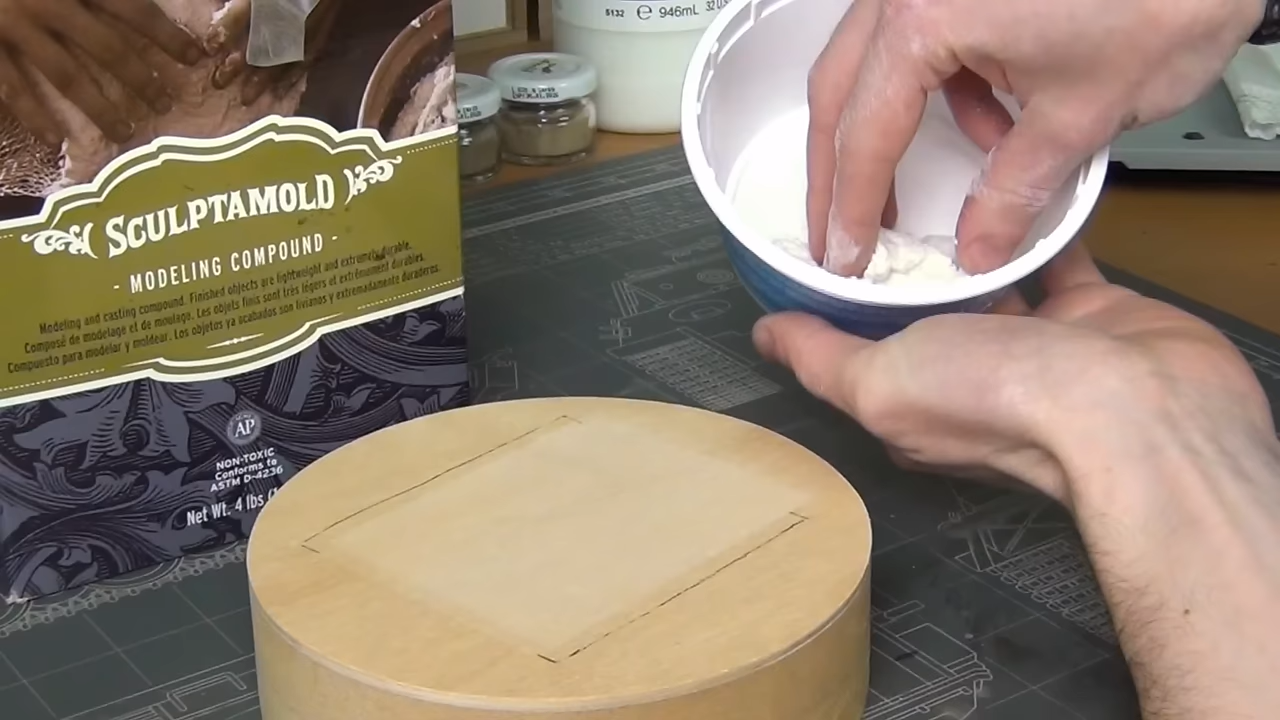 5132 e 946mL 32 U.S
SCULPTAMOLD
- MODELING COMPOUND -
Modeling and casting compound. Finished objects are lightweight and extremely durable.
Composé de modelage et de moulage. Les objets finis sont très légers et extrêmement durables.
Compuesto para modelar y moldear. Los objetos ya acabados son livianos y extremadamente duraderos.
AP
NON-TOXIC
Conforms to
ASTM D-4236
Net Wt. 4 lbs